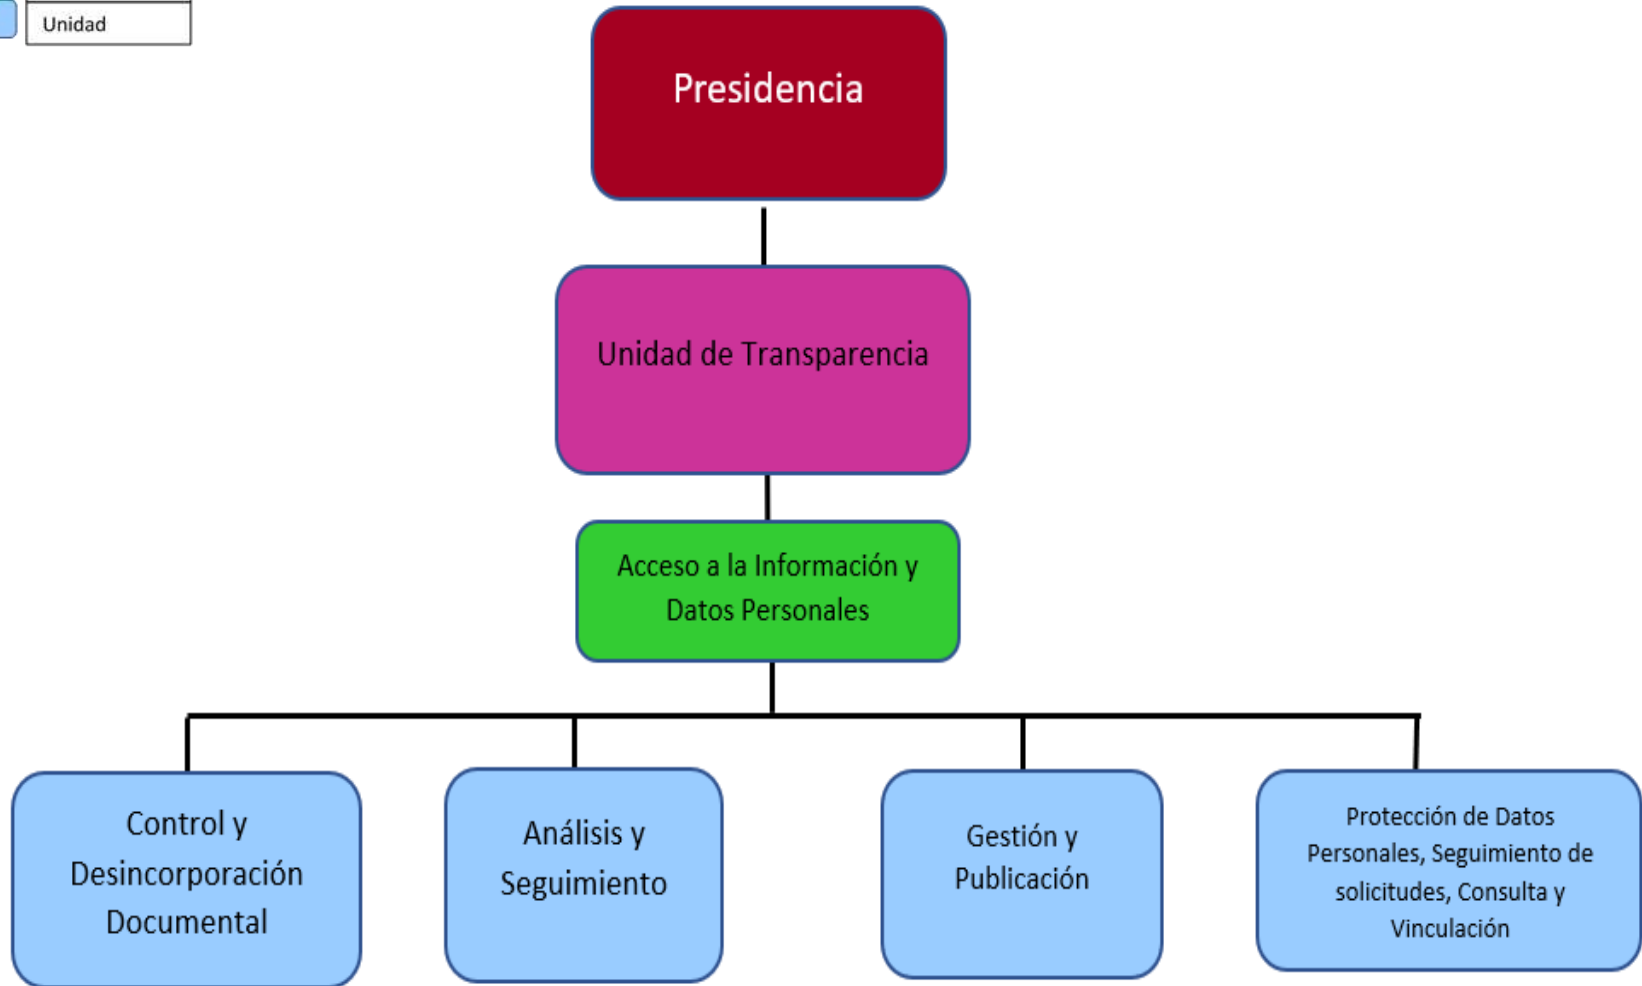 Unidad
Presidencia
Unidad de Transparencia
Acceso a la Información y
Datos Personales
Control y
Desincorporación
Documental
Análisis y
Seguimiento
Gestión y
Publicación
Protección de Datos
Personales, Seguimiento de
solicitudes, Consulta y
Vinculación